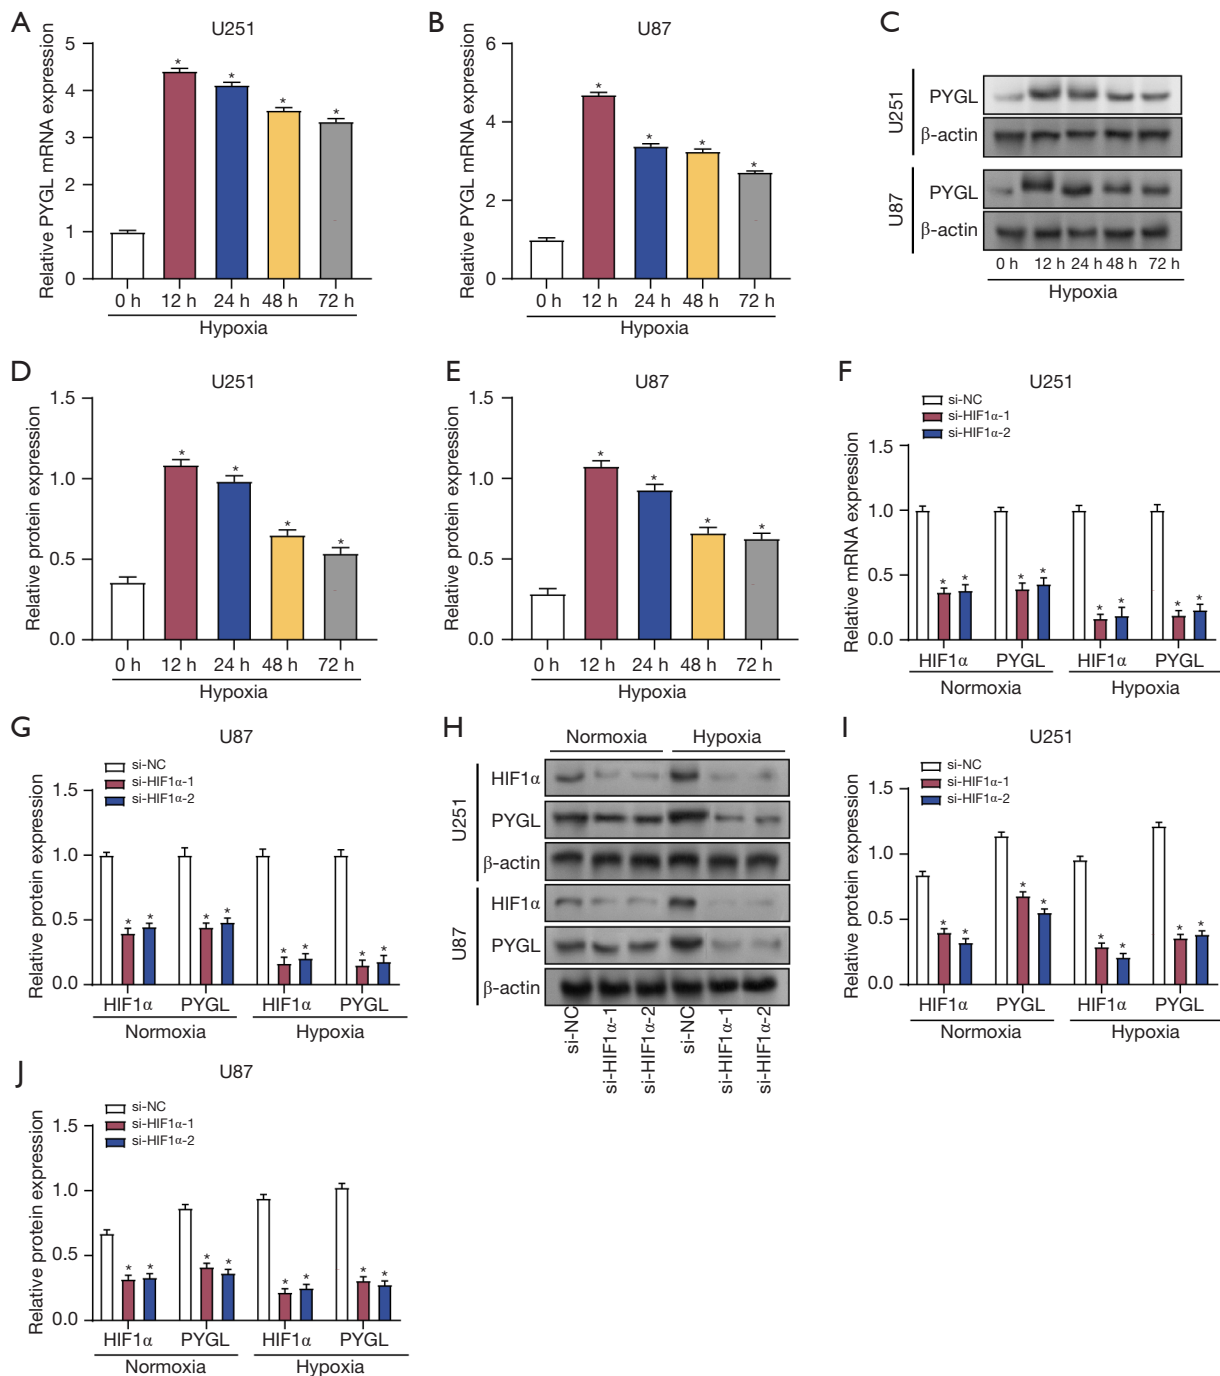 A
U251
Relative PYGL mRNA expression
5
4
3
2
1
0
*
*
*
*
0 h 12 h 24 h 48 h 72 h
Hypoxia
B
U87
Relative PYGL mRNA expression
6
4
2
0
*
*
*
*
0 h 12 h 24 h 48 h 72 h
Hypoxia
C
U251
PYGL
β-actin
U87
PYGL
β-actin
0 h 12 h 24 h 48 h 72 h
Hypoxia
D
U251
Relative protein expression
1.5
1.0
0.5
0.0
*
*
*
*
0 h 12 h 24 h 48 h 72 h
Hypoxia
E
U87
Relative protein expression
1.5
1.0
0.5
0.0
*
*
*
*
0 h 12 h 24 h 48 h 72 h
Hypoxia
F
U251
si-NC
si-HIF1α-1
si-HIF1α-2
Relative mRNA expression
1.5
1.0
0.5
0.0
* *
* *
* *
* *
HIF1α PYGL HIF1α PYGL
Normoxia Hypoxia
G
U87
si-NC
si-HIF1α-1
si-HIF1α-2
Relative protein expression
1.5
1.0
0.5
0.0
* *
* *
* *
* *
HIF1α PYGL HIF1α PYGL
Normoxia Hypoxia
H
Normoxia Hypoxia
U251
HIF1α
PYGL
β-actin
U87
HIF1α
PYGL
β-actin
si-NC
si-HIF1α-1
si-HIF1α-2
si-NC
si-HIF1α-1
si-HIF1α-2
I
U251
si-NC
si-HIF1α-1
si-HIF1α-2
Relative protein expression
1.5
1.0
0.5
0.0
* *
* *
* *
* *
HIF1α PYGL HIF1α PYGL
Normoxia Hypoxia
J
U87
si-NC
si-HIF1α-1
si-HIF1α-2
Relative protein expression
1.5
1.0
0.5
0.0
* *
* *
* *
* *
HIF1α PYGL HIF1α PYGL
Normoxia Hypoxia